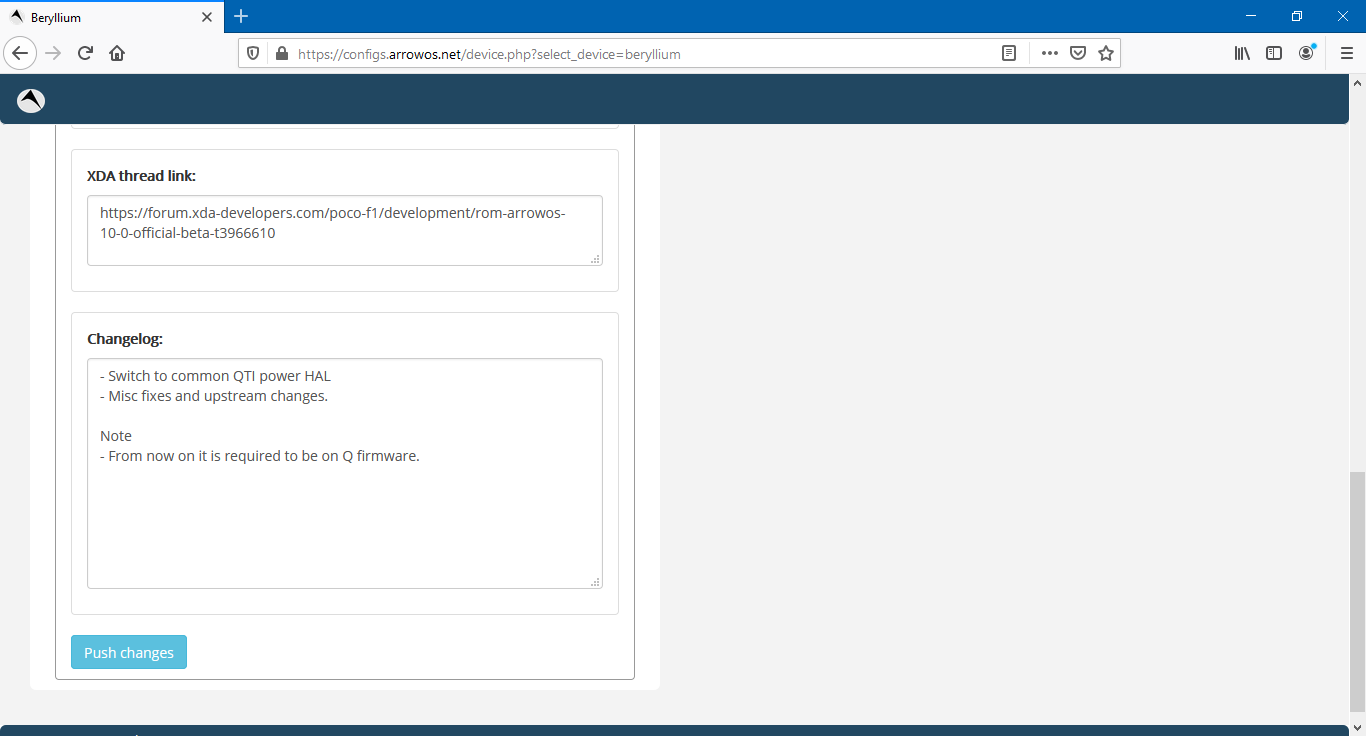 Beryllium
https://configs.arrowos.net/device.php?select_device=beryllium
XDA thread link:
https://forum.xda-developers.com/poco-f1/development/rom-arrowos-
10-0-official-beta-t3966610
Changelog:
- Switch to common QTI power HAL
- Misc fixes and upstream changes.
Note
- From now on it is required to be on Q firmware.
Push changes